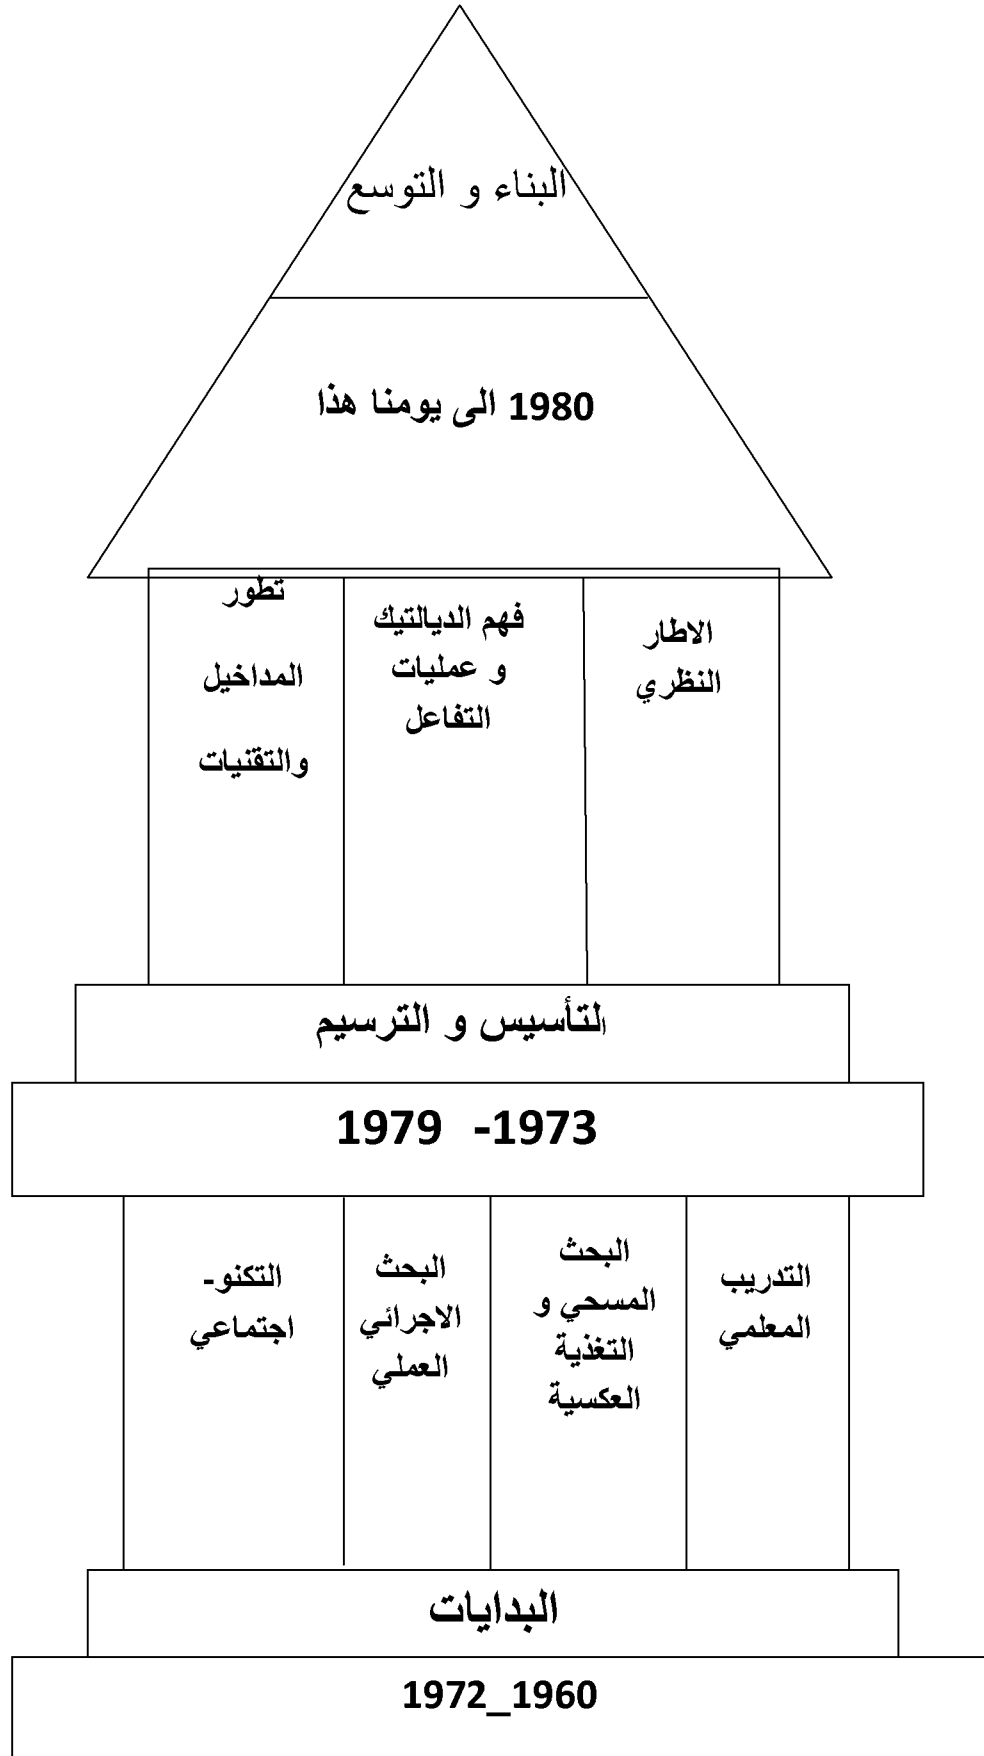 البناء و التوسع
1980 الى يومنا هذا
الاطار
النظري
فهم الديالتيك
و عمليات
التفاعل
تطور
المداخيل
والتقنيات
التأسيس و الترسيم
1973- 1979
التدريب
المعلمي
البحث
المسحي و
التغذية
العكسية
البحث
الاجرائي
العملي
التكنو-
اجتماعي
البدايات
1960_1972